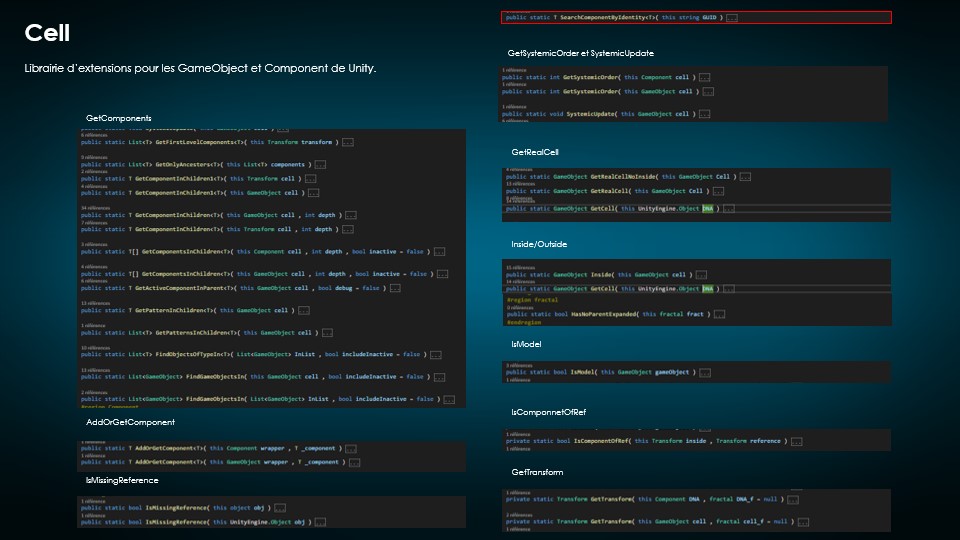 Cell
Librairie d'extensions pour les GameObject et Component de Unity.
GetComponents
6 références
public static List<T> GetFirstLevelComponents<T>( this Transform transform ) ...
5 références
public static List<T> GetOnlyAncesters<T>( this List<T> components ) ...
2 références
public static T GetComponentInChildren1<T>( this Transform cell ) ...
4 références
public static T GetComponentInChildren1<T>( this GameObject cell ) ...
34 références
public static T GetComponentInChildren<T>( this GameObject cell , int depth ) ...
7 références
public static T GetComponentInChildren<T>( this Transform cell , int depth ) ...
3 références
public static T[] GetComponentsInChildren<T>( this Component cell , int depth , bool inactive = false ) ...
4 références
public static T[] GetComponentsInChildren<T>( this GameObject cell , int depth , bool inactive = false ) ...
6 références
public static T GetActiveComponentInParent<T>( this GameObject cell , bool debug = false ) ...
13 références
public static T GetPatternInChildren<T>( this GameObject cell ) ...
1 référence
public static List<T> GetPatternsInChildren<T>( this GameObject cell ) ...
10 références
public static List<T> FindObjectsOfTypeIn<T>( List<GameObject> InList , bool includeInactive = false ) ...
13 références
public static List<GameObject> FindGameObjectsIn( this GameObject cell , bool includeInactive = false ) ...
2 références
public static List<GameObject> FindGameObjectsIn( List<GameObject> InList , bool includeInactive = false ) ...
#region Component
AddOrGetComponent
1 référence
public static T AddOrGetComponent<T>( this Component wrapper , T _component ) ...
1 référence
public static T AddOrGetComponent<T>( this GameObject wrapper , T _component ) ...
IsMissingReference
1 référence
public static bool IsMissingReference( this object obj ) ...
1 référence
public static bool IsMissingReference( this UnityEngine.Object obj ) ...
public static T SearchComponentByIdentity<T>( this string GUID ) ...
GetSystemicOrder et SystemicUpdate
1 référence
public static int GetSystemicOrder( this Component cell ) ...
1 référence
public static int GetSystemicOrder( this GameObject cell ) ...
1 référence
public static void SystemicUpdate( this GameObject cell ) ...
GetRealCell
4 références
public static GameObject GetRealCellNoInside( this GameObject Cell ) ...
13 références
public static GameObject GetRealCell( this GameObject Cell ) ...
public static GameObject GetCell( this UnityEngine.Object DNA ) ...
Inside/Outside
15 références
public static GameObject Inside( this GameObject cell ) ...
14 références
public static GameObject GetCell( this UnityEngine.Object DNA ) ...
#region fractal
0 références
public static bool HasNoParentExpanded( this fractal fract ) ...
#endregion
IsModel
3 références
public static bool IsModel( this GameObject gameObject ) ...
1 référence
IsComponnetOfRef
1 référence
private static bool IsComponentOfRef( this Transform inside , Transform reference ) ...
1 référence
GetTransform
1 référence
private static Transform GetTransform( this Component DNA , fractal DNA_f = null ) ...
3 références
private static Transform GetTransform( this GameObject cell , fractal cell_f = null ) ...
1 référence